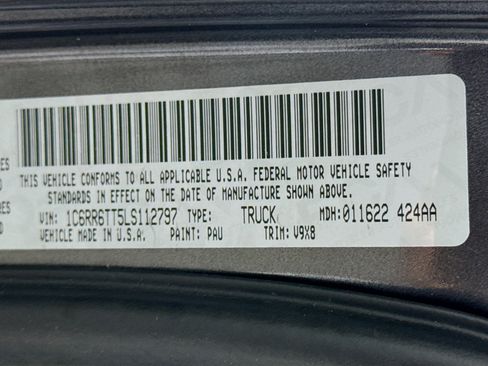 THIS VEHICLE CONFORMS TO ALL APPLICABLE U.S.A. FEDERAL MOTOR VEHICLE SAFETY
STANDARDS IN EFFECT ON THE DATE OF MANUFACTURE SHOWN ABOVE.
VIN: 1C6RR6TT5LS112797 TYPE: TRUCK MDH:011622 424AA
VEHICLE MADE IN U.S.A. PAINT: PAU TRIM: V9X8